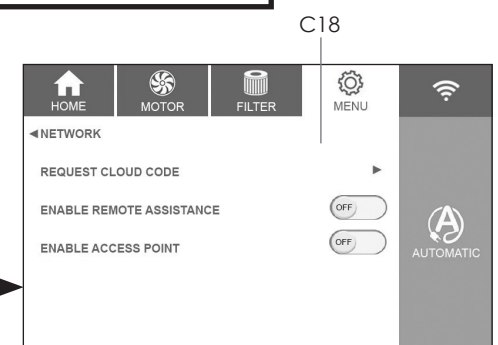 C18
HOME MOTOR FILTER MENU
◄NETWORK
REQUEST CLOUD CODE ►
ENABLE REMOTE ASSISTANCE OFF
ENABLE ACCESS POINT OFF
AUTOMATIC